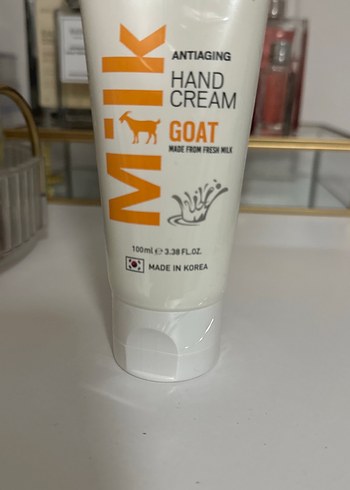 Milk
ANTIAGING
HAND
CREAM
GOAT
MADE FROM FRESH MILK
100ml ℮ 3.38 FL.OZ.
MADE IN KOREA